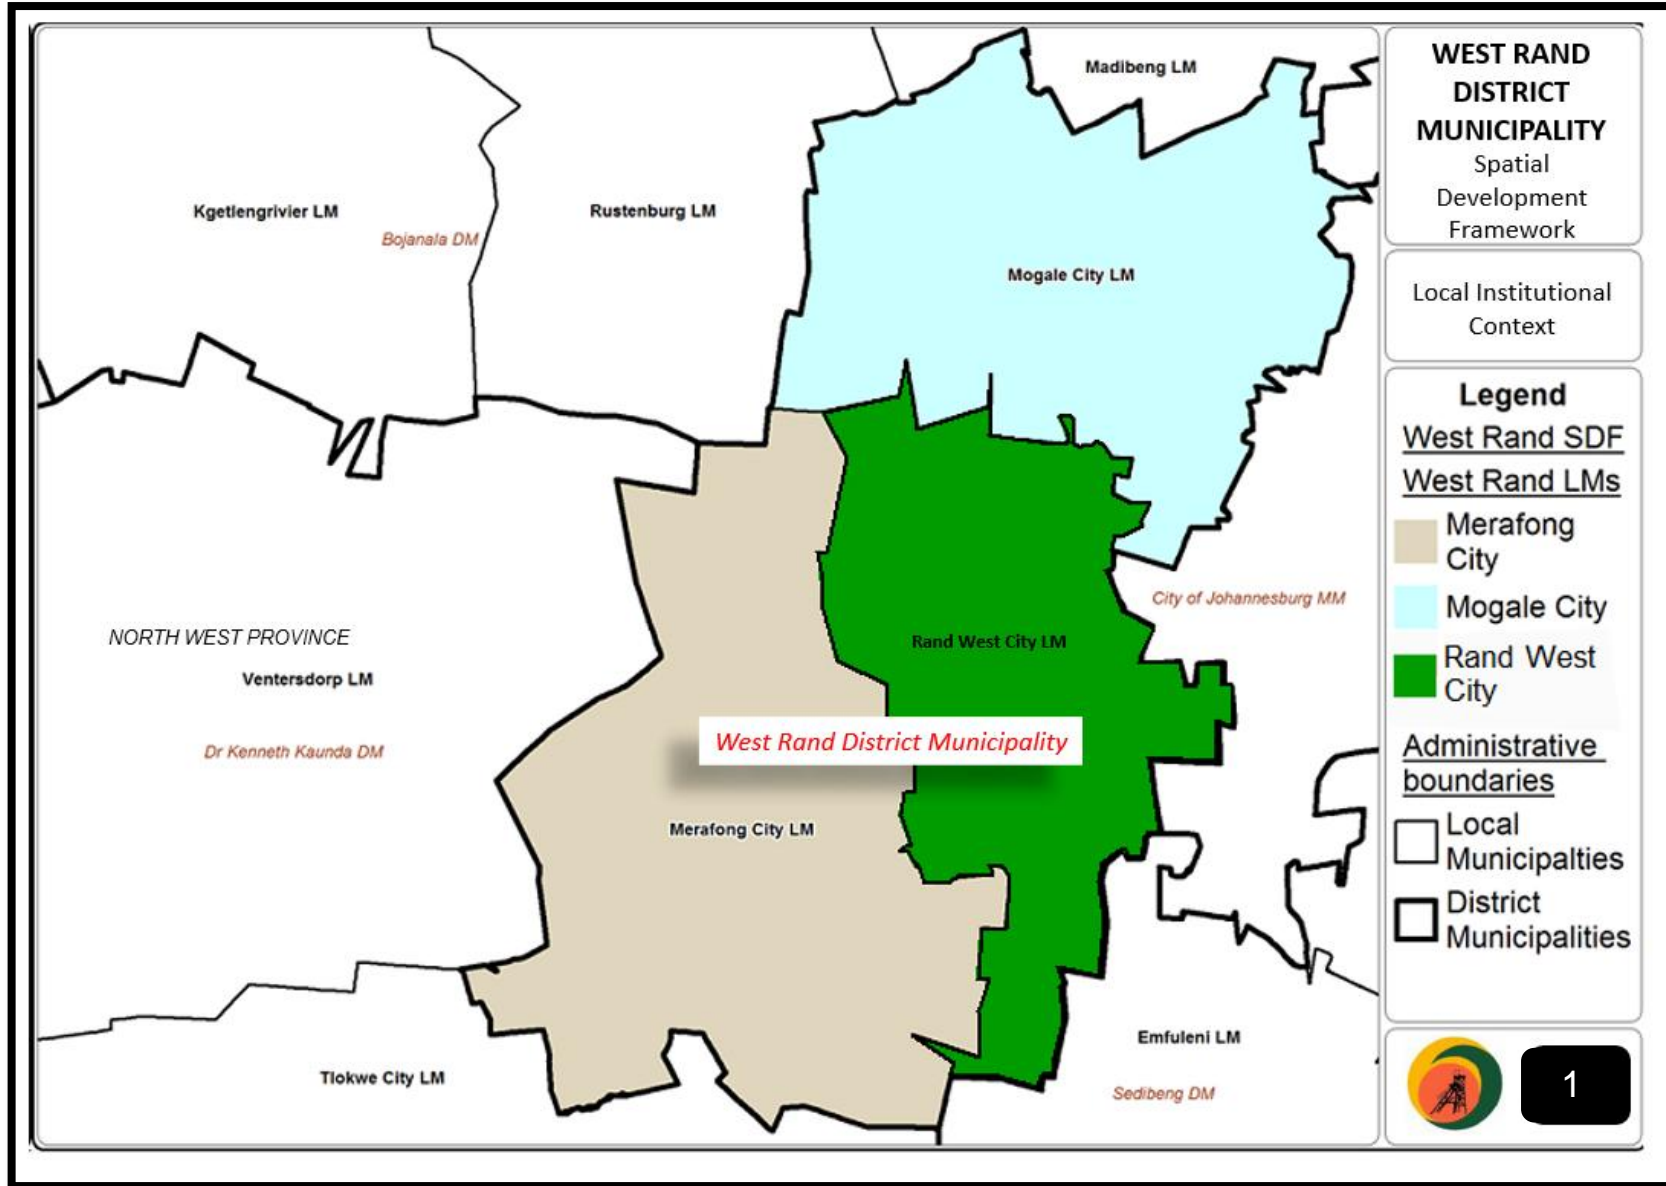 Madibeng LM
Kgetlengrivier LM
Rustenburg LM
Bojanala DM
Mogale City LM
City of Johannesburg MM
NORTH WEST PROVINCE
Rand West City LM
Ventersdorp LM
West Rand District Municipality
Dr Kenneth Kaunda DM
Merafong City LM
Emfuleni LM
Tlokwe City LM
Sedibeng DM
WEST RAND
DISTRICT
MUNICIPALITY
Spatial
Development
Framework
Local Institutional
Context
Legend
West Rand SDF
West Rand LMs
Merafong
City
Mogale City
Rand West
City
Administrative
boundaries
Local
Municipalties
District
Municipalities
1